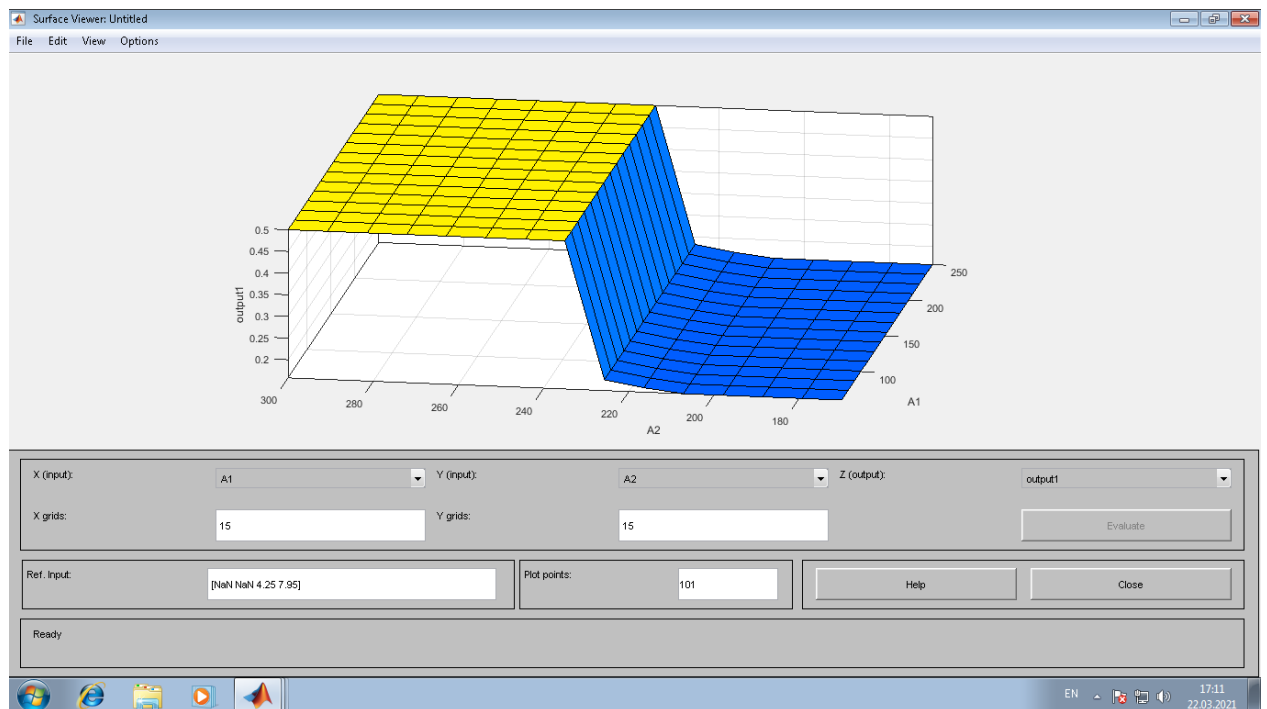 Surface Viewer: Untitled
File Edit View Options
0.5
0.45
0.4
0.35
0.3
0.25
0.2
output1
300
280
260
240
220
200
180
A2
250
200
150
100
A1
X (input): A1 Y (input): A2 Z (output): output1
X grids: 15 Y grids: 15 Evaluate
Ref. Input: [NaN NaN 4.25 7.95] Plot points: 101 Help Close
Ready
EN 17:11
22.03.2021